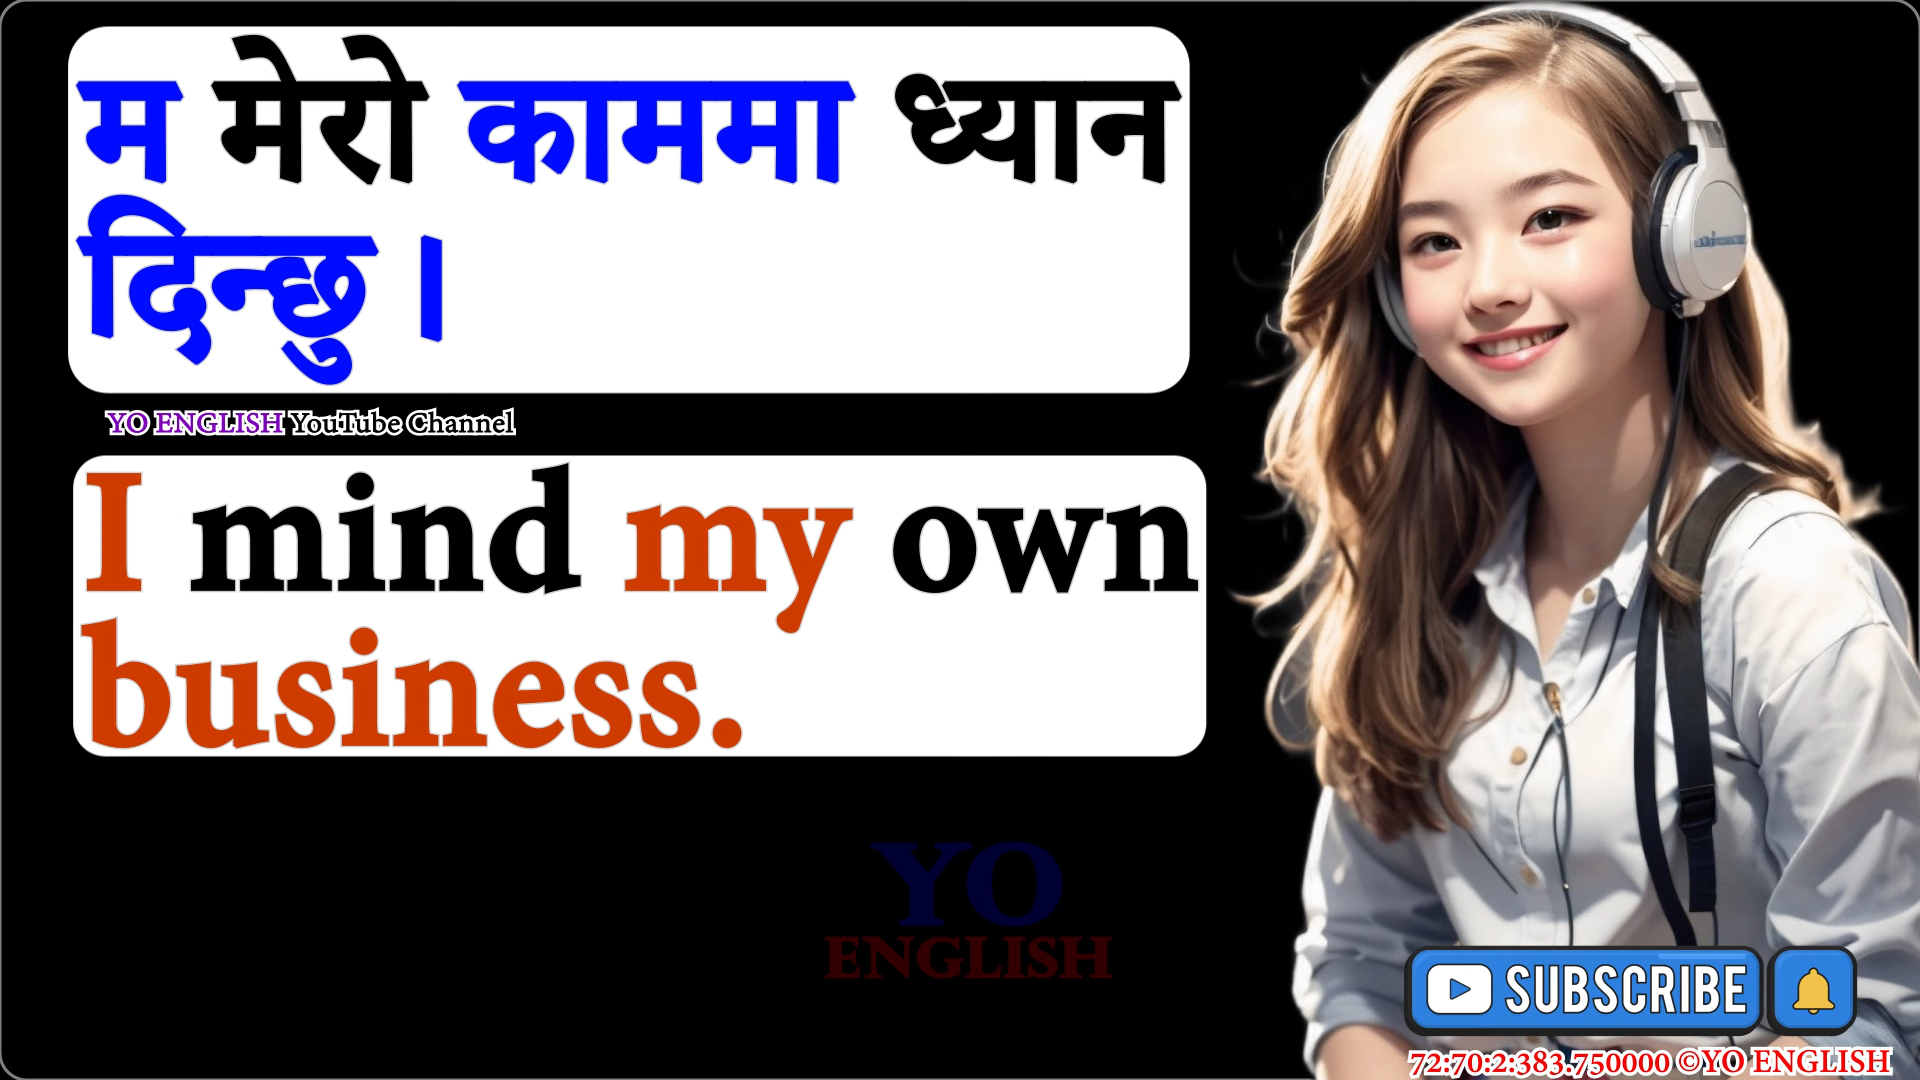 म मेरो काममा ध्यान
दिन्छु ।
YO ENGLISH YouTube Channel
I mind my own
business.
YO
ENGLISH
SUBSCRIBE
72:70:2:383.750000 ©YO ENGLISH